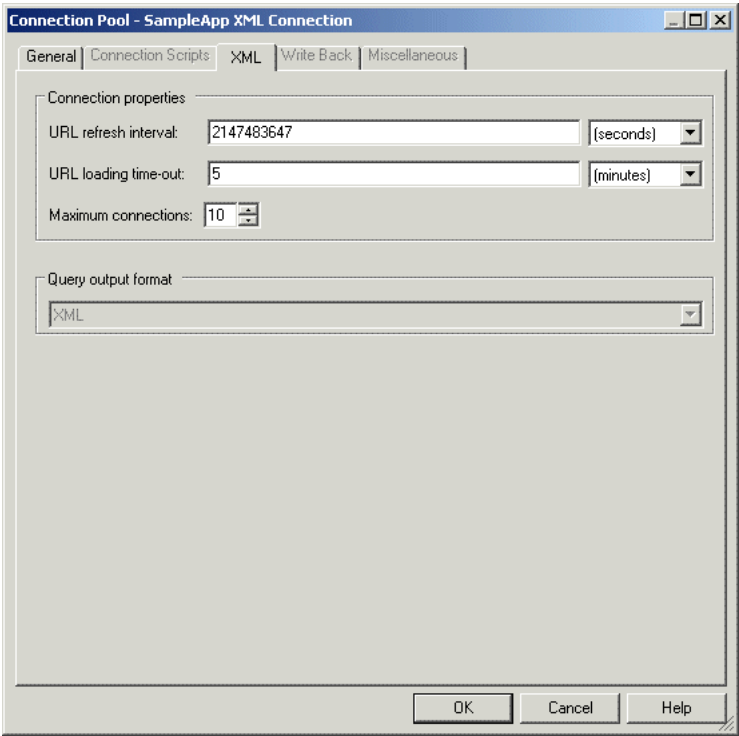 Connection Pool - SampleApp XML Connection
General Connection Scripts XML Write Back Miscellaneous
Connection properties
URL refresh interval: 2147483647 (seconds)
URL loading time-out: 5 (minutes)
Maximum connections: 10
Query output format
XML
OK Cancel Help